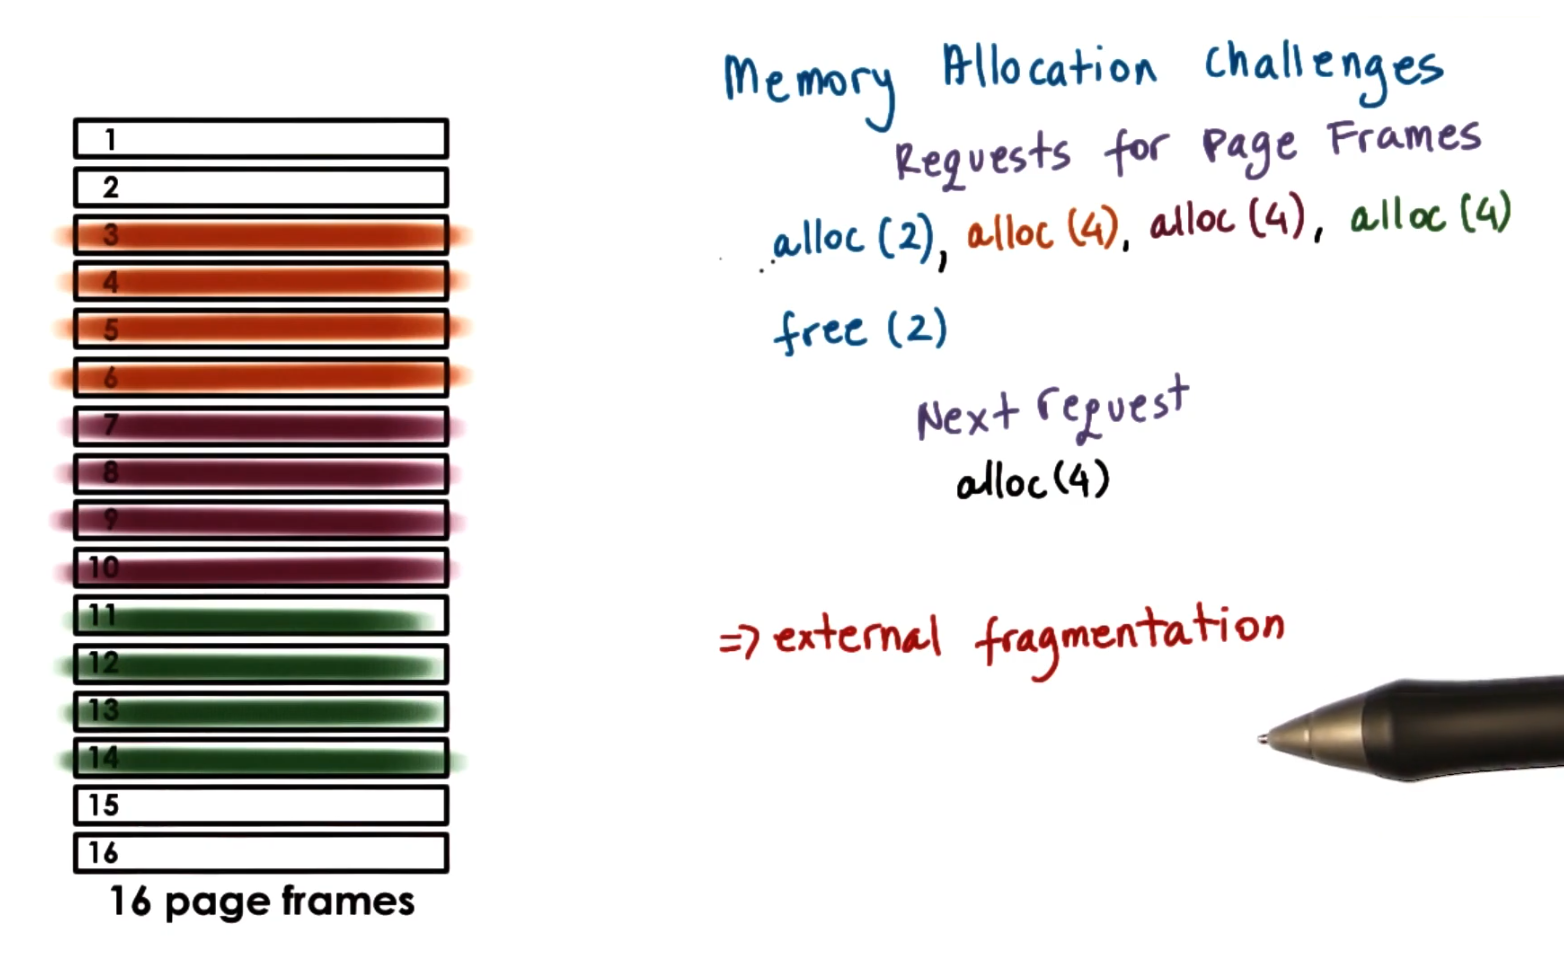 Memory Allocation Challenges
Requests for Page Frames
alloc (2), alloc (4), alloc (4), alloc (4)
free (2)
Next request
alloc (4)
=> external fragmentation
1
2
3
4
5
6
7
8
9
10
11
12
13
14
15
16
16 page frames